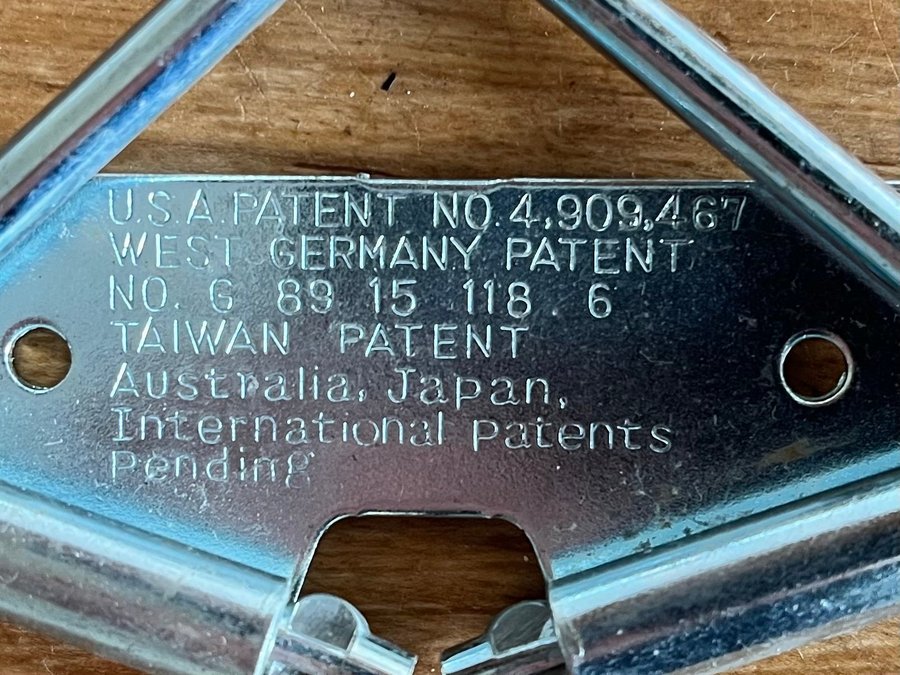 U.S.A. PATENT NO. 4,909,467
WEST GERMANY PATENT
NO. G 89 15 118 6
TAIWAN PATENT
Australia, Japan,
International patents
pending